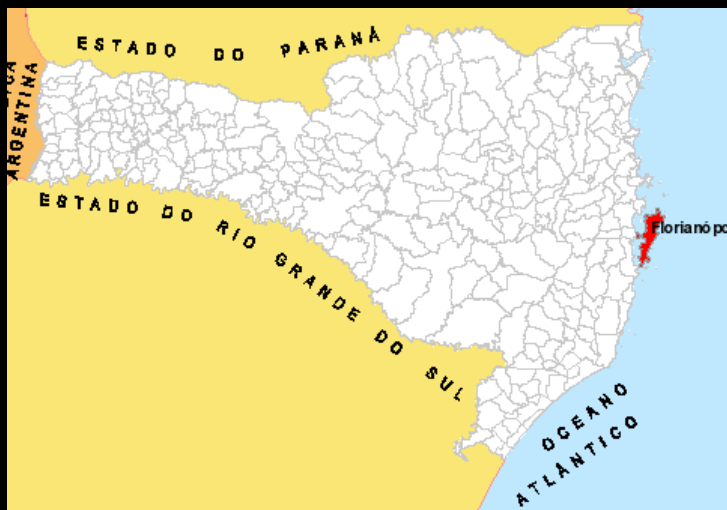 ESTADO DO PARANÁ
ARGENTINA
ESTADO DO RIO GRANDE DO SUL
Florianópo
OCEANO
ATLÂNTICO